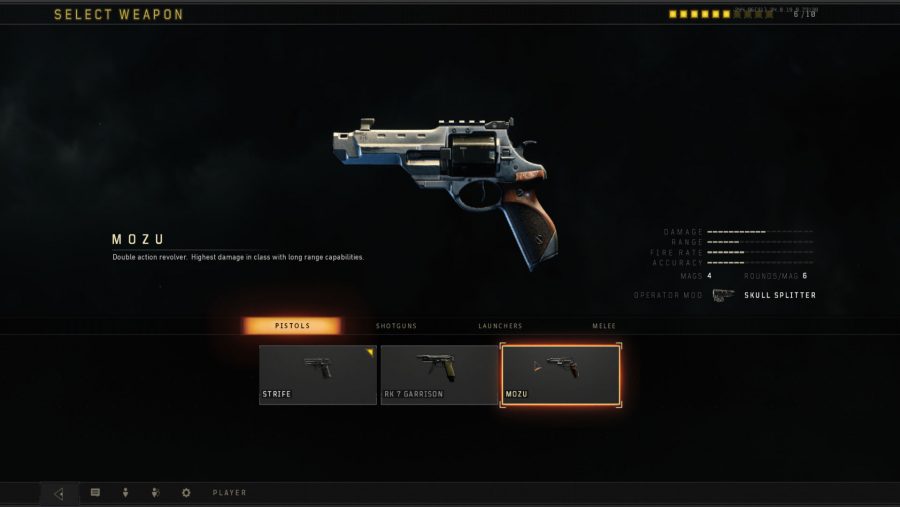 SELECT WEAPON
6/10
MOZU
Double action revolver. Highest damage in class with long range capabilities.
DAMAGE
RANGE
FIRE RATE
ACCURACY
MAGS 4 ROUNDS/MAG 6
OPERATOR MOD SKULL SPLITTER
PISTOLS SHOTGUNS LAUNCHERS MELEE
STRIFE RK 7 GARRISON MOZU
PLAYER